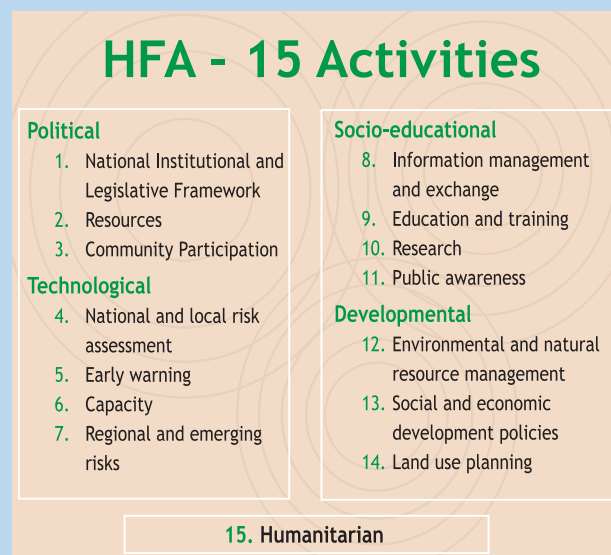 HFA - 15 Activities
Political
1. National Institutional and
Legislative Framework
2. Resources
3. Community Participation
Technological
4. National and local risk
assessment
5. Early warning
6. Capacity
7. Regional and emerging
risks
Socio-educational
8. Information management
and exchange
9. Education and training
10. Research
11. Public awareness
Developmental
12. Environmental and natural
resource management
13. Social and economic
development policies
14. Land use planning
15. Humanitarian